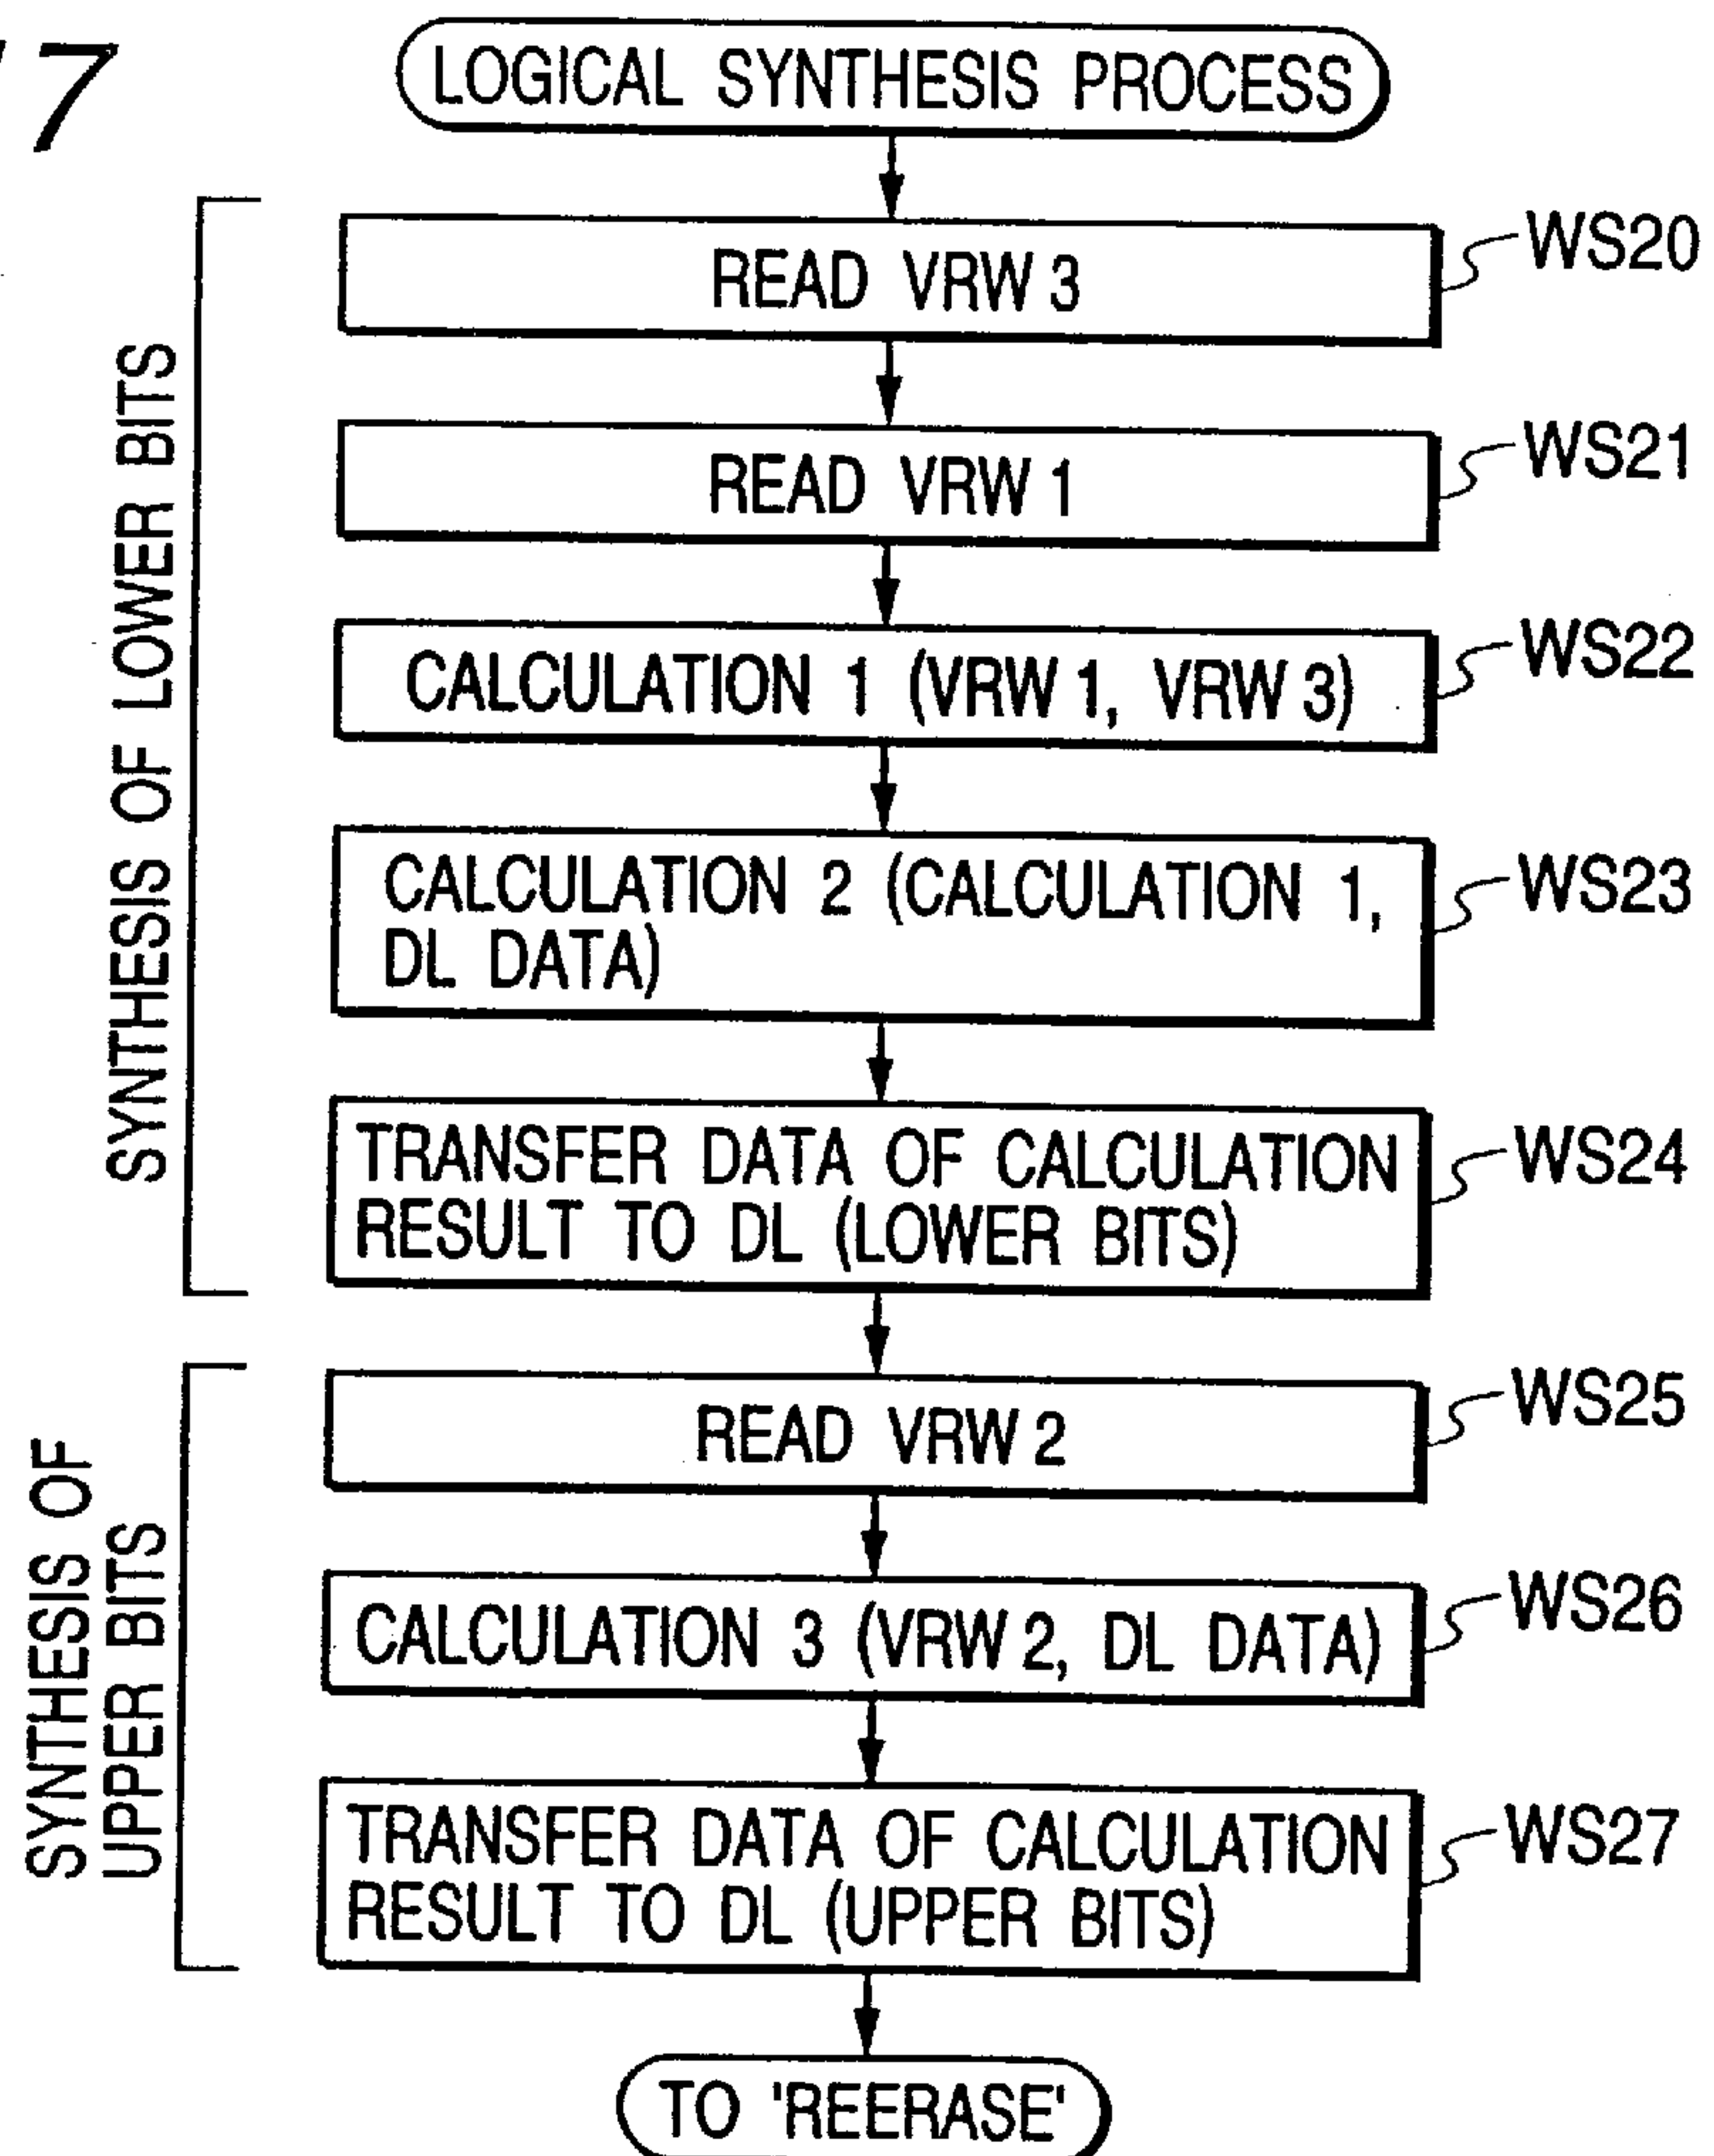 7
LOGICAL SYNTHESIS PROCESS
SYNTHESIS OF LOWER BITS
READ VRW 3
WS20
READ VRW 1
WS21
CALCULATION 1 (VRW 1, VRW 3)
WS22
CALCULATION 2 (CALCULATION 1,
DL DATA)
WS23
TRANSFER DATA OF CALCULATION
RESULT TO DL (LOWER BITS)
WS24
SYNTHESIS OF
UPPER BITS
READ VRW 2
WS25
CALCULATION 3 (VRW 2, DL DATA)
WS26
TRANSFER DATA OF CALCULATION
RESULT TO DL (UPPER BITS)
WS27
TO 'REERASE'